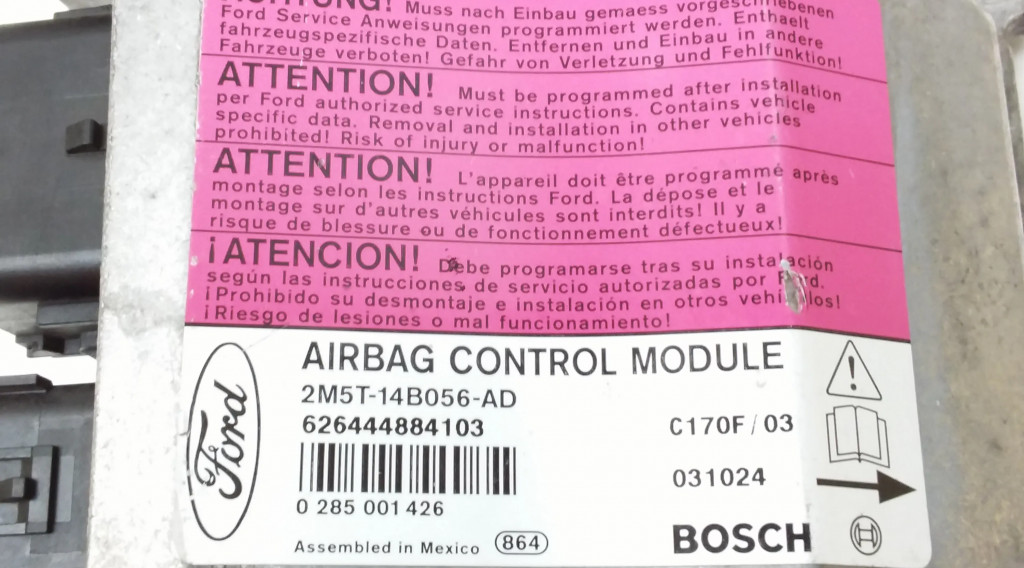 ACHTUNG! Muss nach Einbau gemaess vorgeschriebenen
Ford Service Anweisungen programmiert werden. Enthaelt
fahrzeugspezifische Daten. Entfernen und Einbau in andere
Fahrzeuge verboten! Gefahr von Verletzung und Fehlfunktion!
ATTENTION! Must be programmed after installation
per Ford authorized service instructions. Contains vehicle
specific data. Removal and installation in other vehicles
prohibited! Risk of injury or malfunction!
ATTENTION! L'appareil doit être programmé après
montage selon les instructions Ford. La dépose et le
montage sur d'autres véhicules sont interdits! Il y a
risque de blessure ou de fonctionnement défectueux!
¡ATENCION! Debe programarse tras su instalación
según las instrucciones de servicio autorizadas por Ford.
¡Prohibido su desmontaje e instalación en otros vehículos!
¡Riesgo de lesiones o mal funcionamiento!
Ford
AIRBAG CONTROL MODULE
2M5T-14B056-AD
626444884103
C170F/03
031024
0 285 001 426
Assembled in Mexico 864
BOSCH